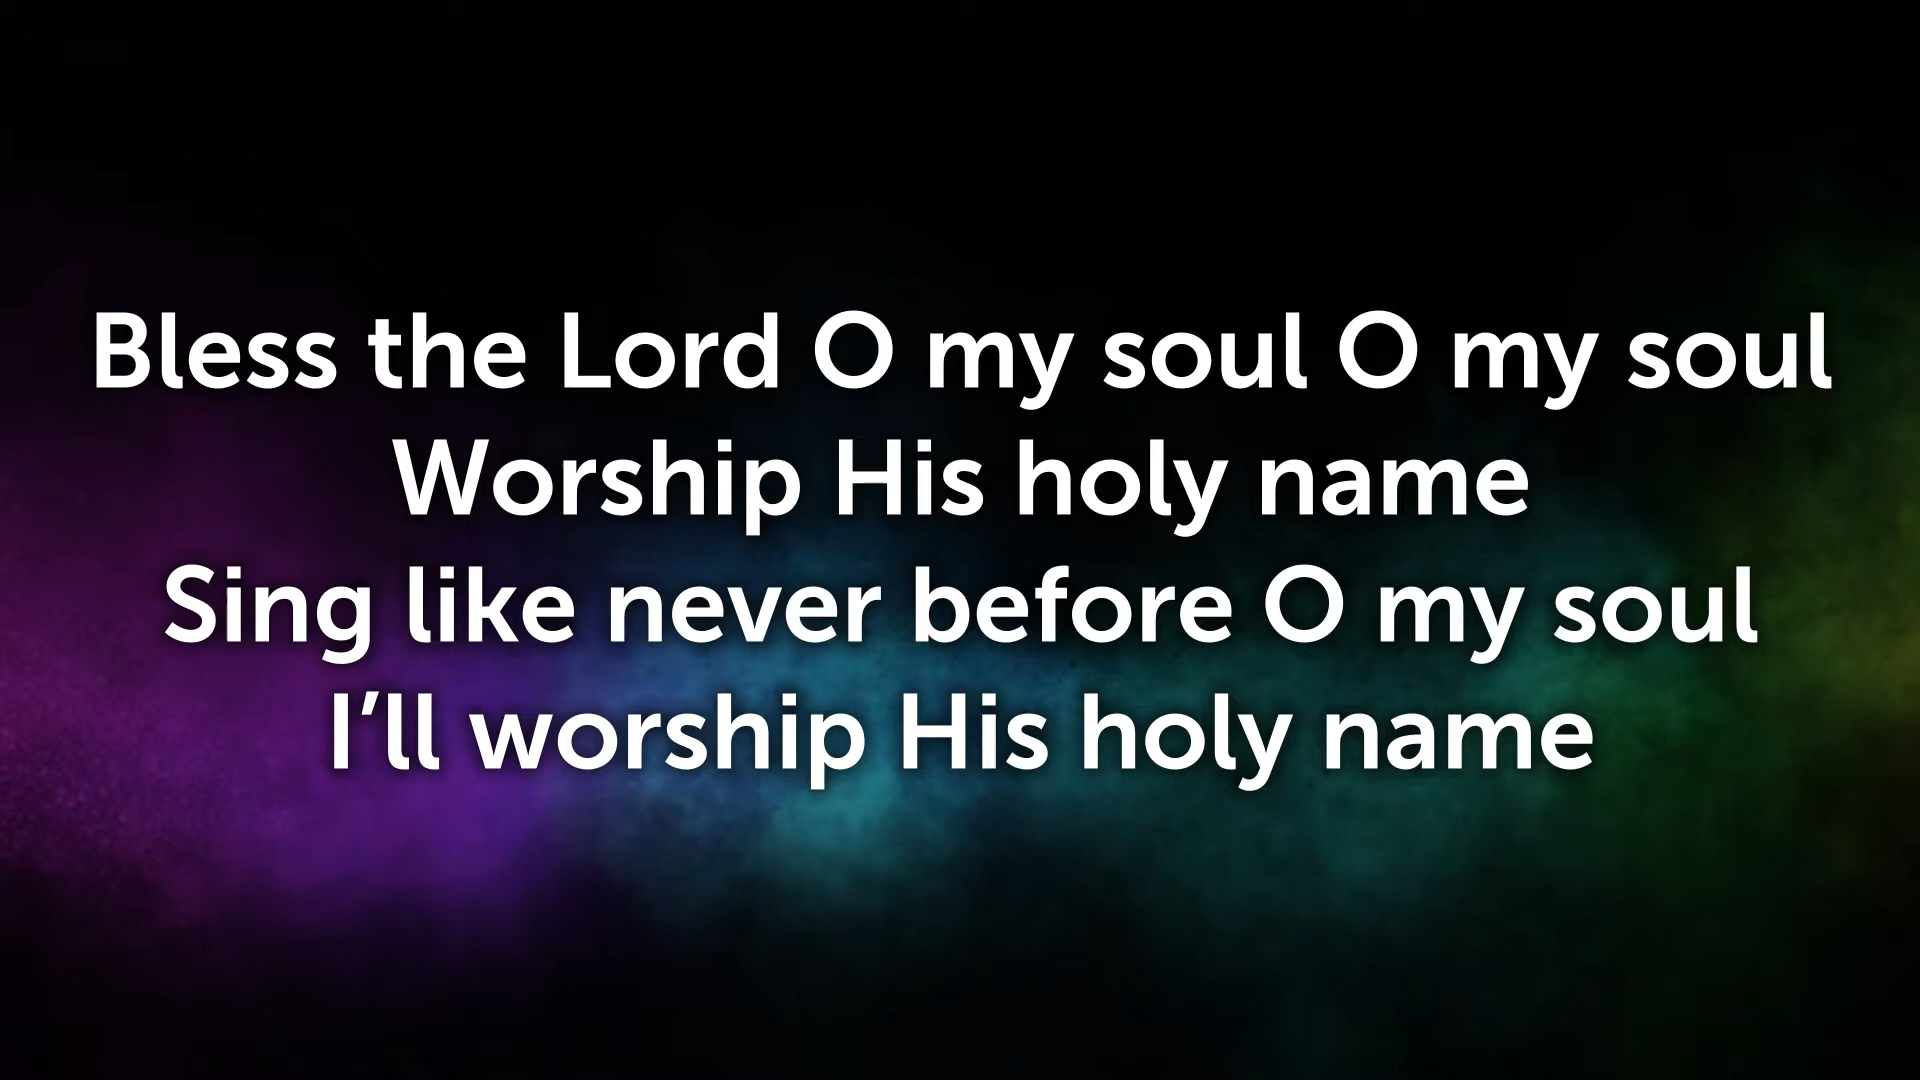 Bless the Lord O my soul O my soul
Worship His holy name
Sing like never before O my soul
I’ll worship His holy name